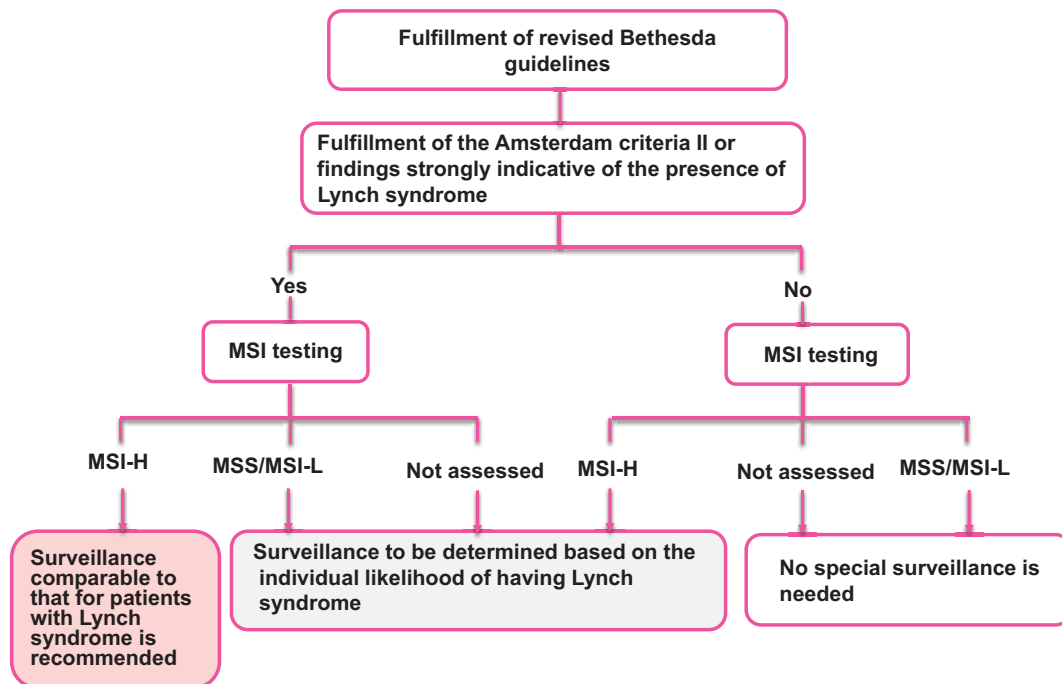 Fulfillment of revised Bethesda
guidelines
Fulfillment of the Amsterdam criteria II or
findings strongly indicative of the presence of
Lynch syndrome
Yes
No
MSI testing
MSI testing
MSI-H
MSS/MSI-L
Not assessed
MSI-H
Not assessed
MSS/MSI-L
Surveillance
comparable to
that for patients
with Lynch
syndrome is
recommended
Surveillance to be determined based on the
individual likelihood of having Lynch
syndrome
No special surveillance is
needed